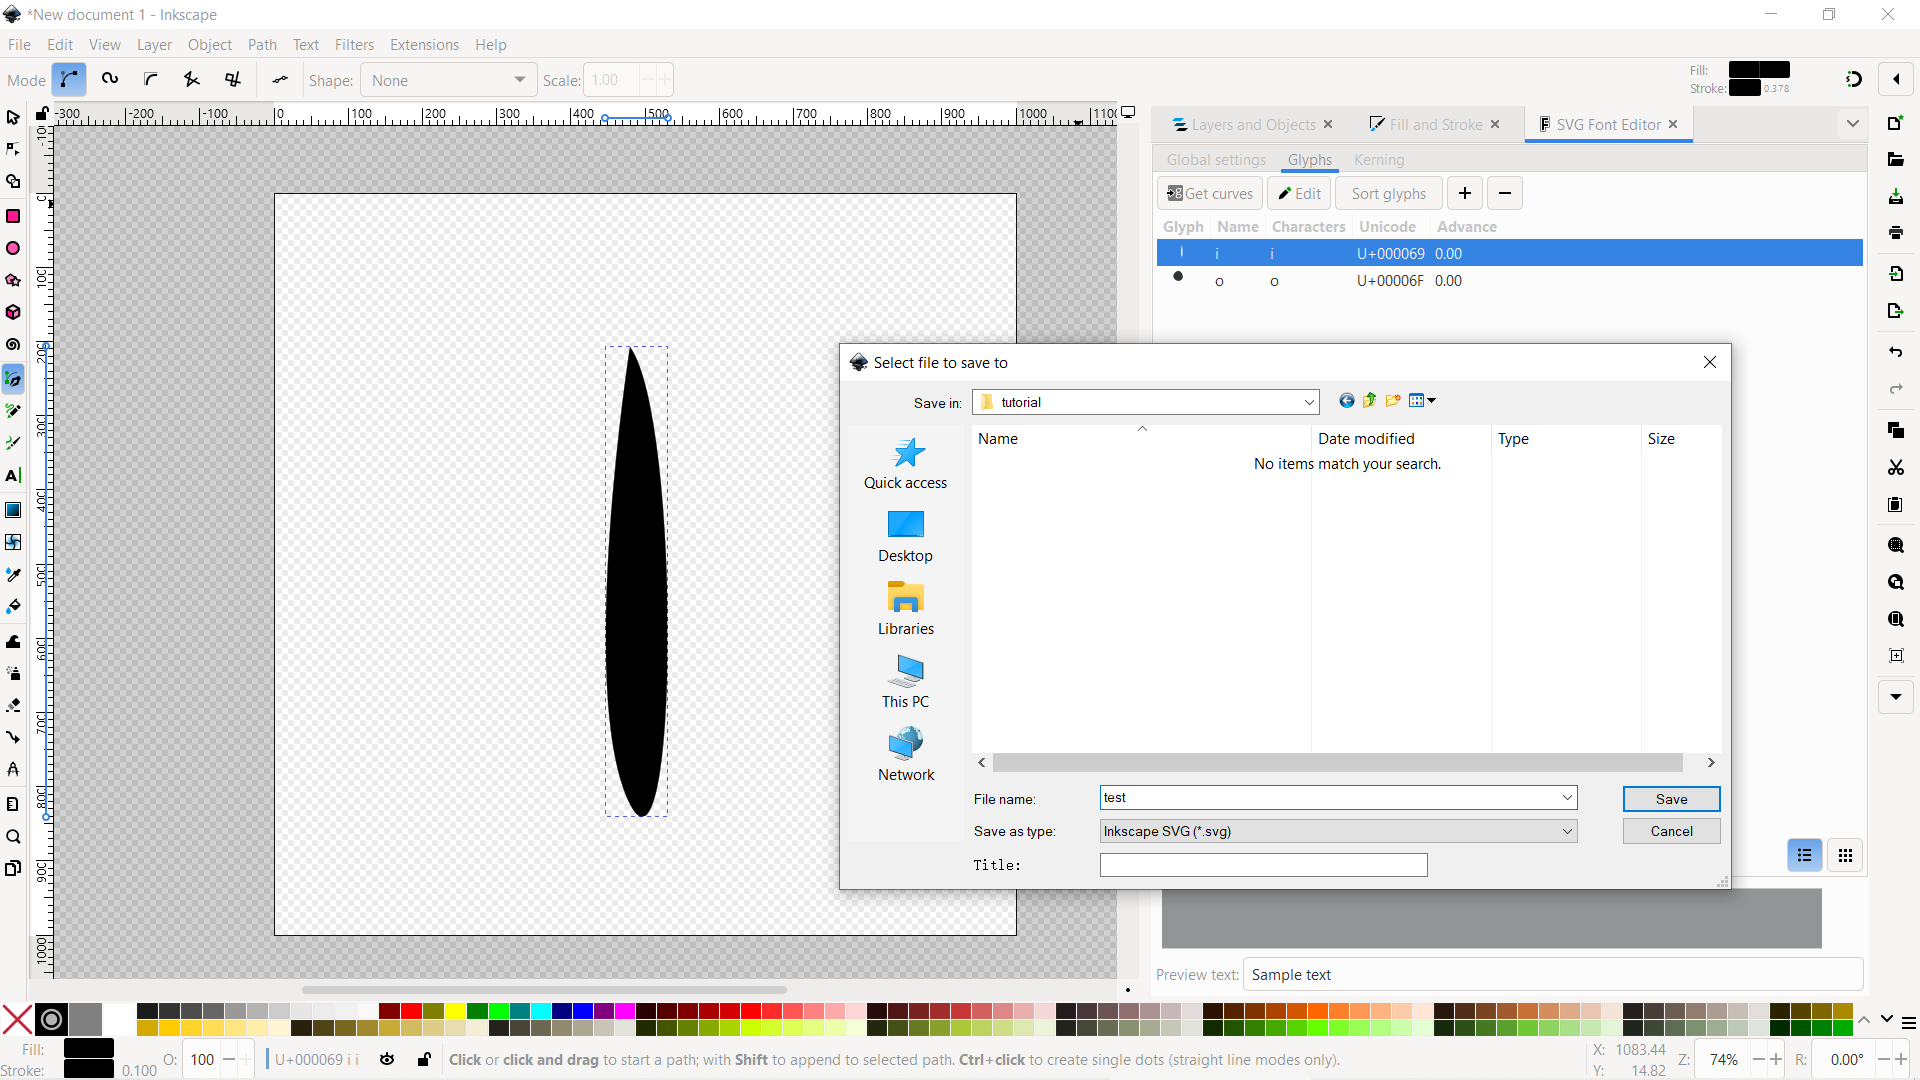 *New document 1 - Inkscape
File Edit View Layer Object Path Text Filters Extensions Help
Mode Shape: None Scale: 1.00
Fill:
Stroke: 0.378
-300 -200 -100 0 100 200 300 400 500 600 700 800 900 1000 1100
Layers and Objects Fill and Stroke SVG Font Editor
Global settings Glyphs Kerning
Get curves Edit Sort glyphs
Glyph Name Characters Unicode Advance
i i U+000069 0.00
o o U+00006F 0.00
Select file to save to
Save in: tutorial
Name Date modified Type Size
No items match your search.
Quick access
Desktop
Libraries
This PC
Network
File name: test Save
Save as type: Inkscape SVG (*.svg) Cancel
Title:
Preview text: Sample text
Fill:
Stroke: 0.100
O: 100
U+000069 i i
Click or click and drag to start a path; with Shift to append to selected path. Ctrl+click to create single dots (straight line modes only).
X: 1083.44
Y: 14.82
Z: 74%
R: 0.00°